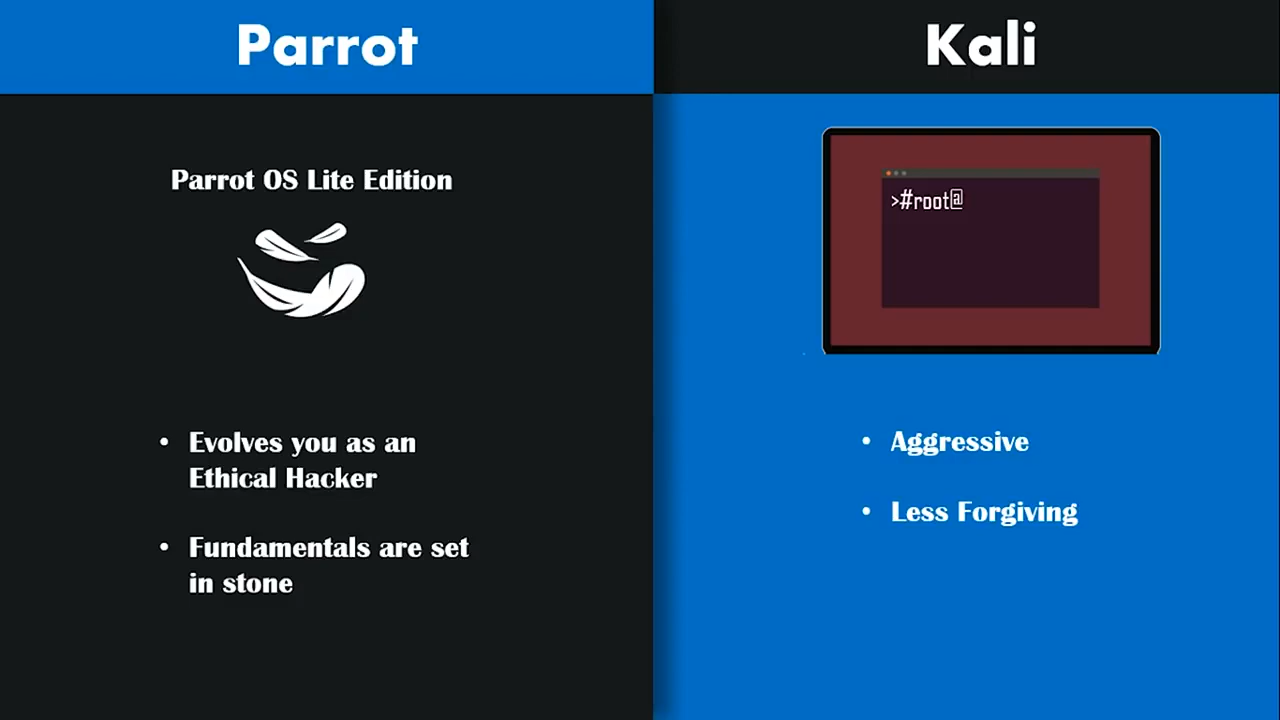 Parrot
Kali
Parrot OS Lite Edition
>#root@
• Evolves you as an
Ethical Hacker
• Fundamentals are set
in stone
• Aggressive
• Less Forgiving